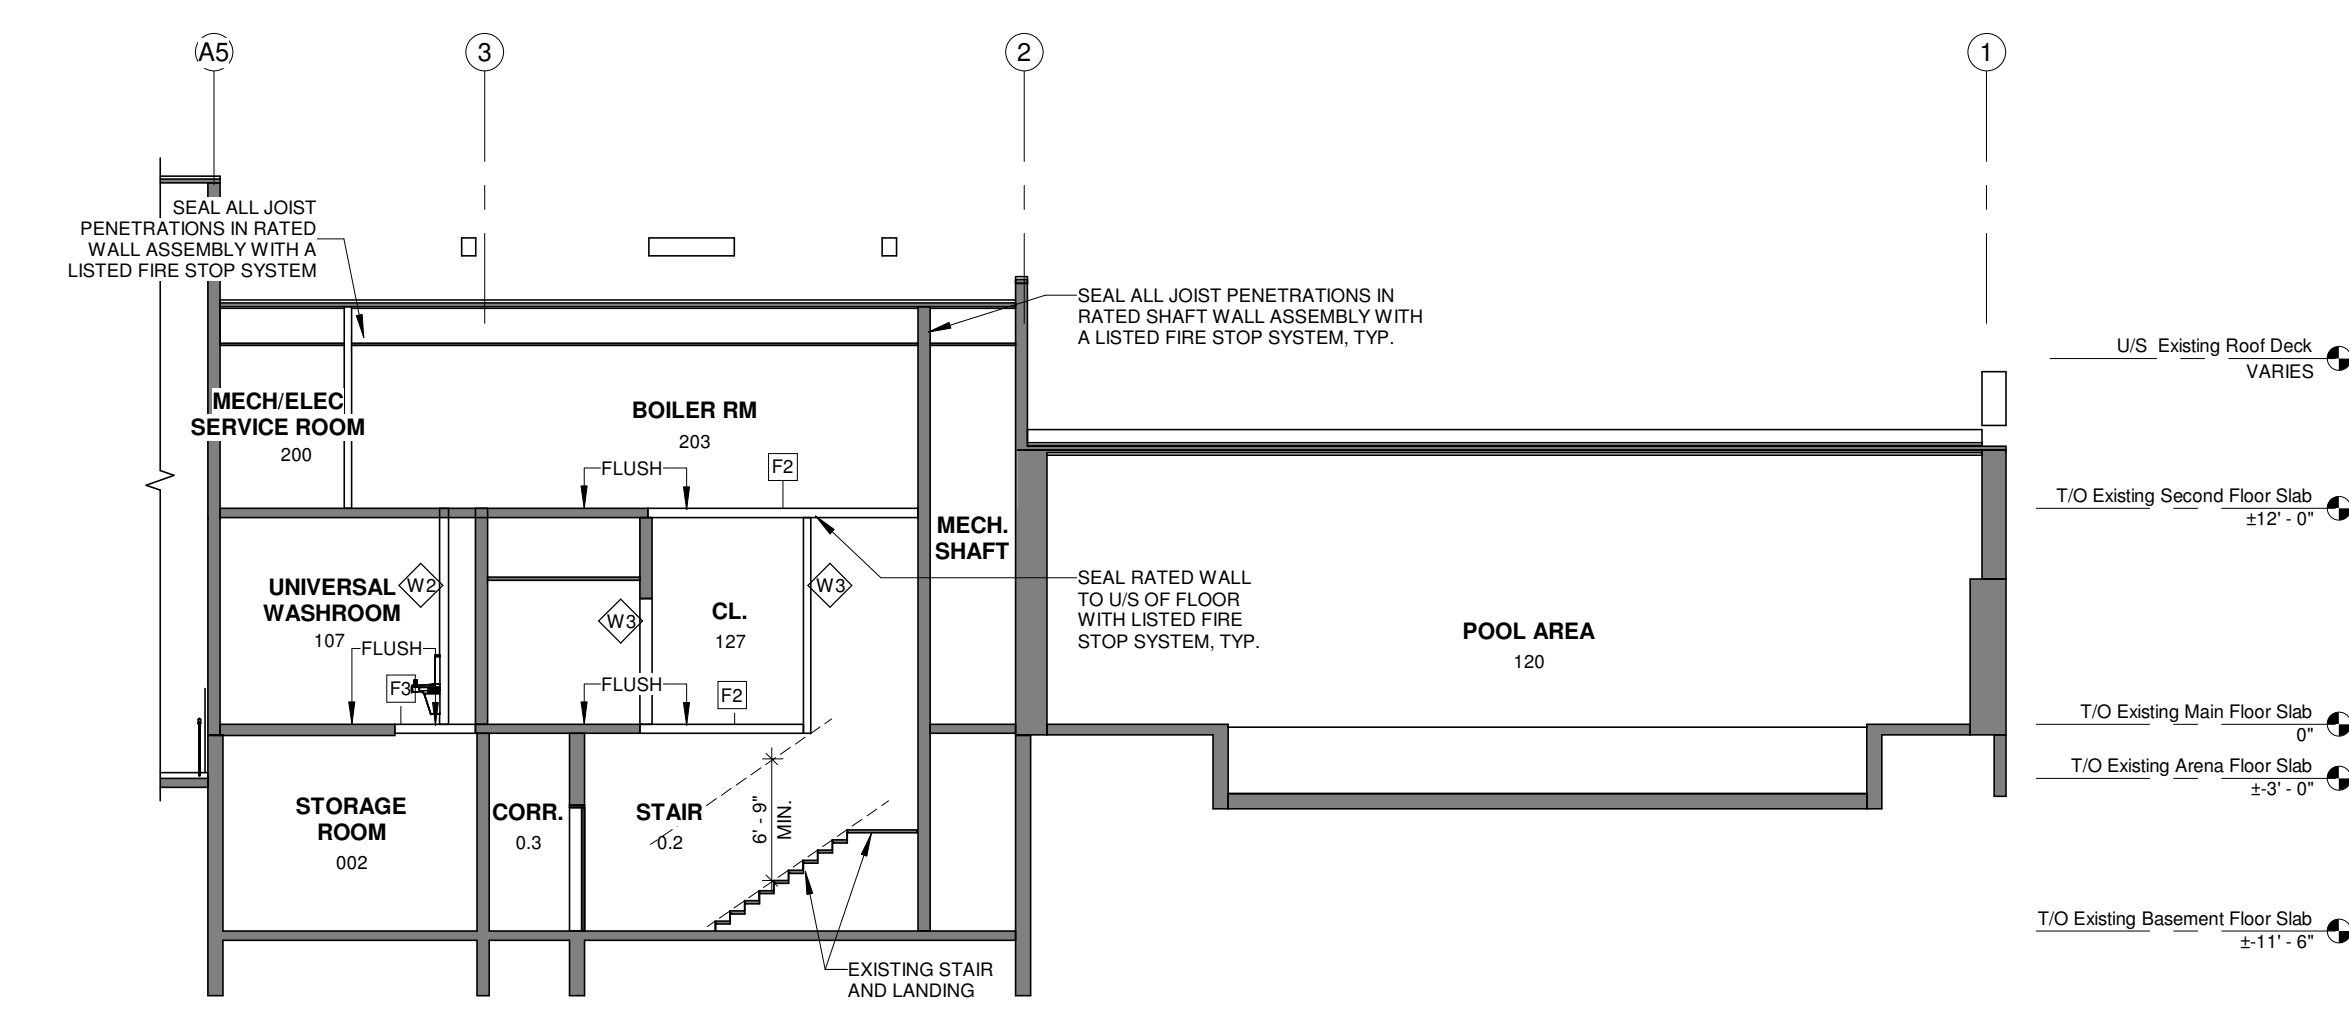 A5
3
2
1
SEAL ALL JOIST
PENETRATIONS IN RATED
WALL ASSEMBLY WITH A
LISTED FIRE STOP SYSTEM
SEAL ALL JOIST PENETRATIONS IN
RATED SHAFT WALL ASSEMBLY WITH
A LISTED FIRE STOP SYSTEM, TYP.
U/S Existing Roof Deck
VARIES
MECH/ELEC
SERVICE ROOM
200
BOILER RM
203
FLUSH
F2
T/O Existing Second Floor Slab
±12' - 0"
MECH.
SHAFT
UNIVERSAL
WASHROOM
107
W2
FLUSH
F3
W3
CL.
127
W3
FLUSH
F2
SEAL RATED WALL
TO U/S OF FLOOR
WITH LISTED FIRE
STOP SYSTEM, TYP.
POOL AREA
120
T/O Existing Main Floor Slab
0"
T/O Existing Arena Floor Slab
±-3' - 0"
STORAGE
ROOM
002
CORR.
0.3
STAIR
0.2
6' - 9"
MIN.
T/O Existing Basement Floor Slab
±-11' - 6"
EXISTING STAIR
AND LANDING